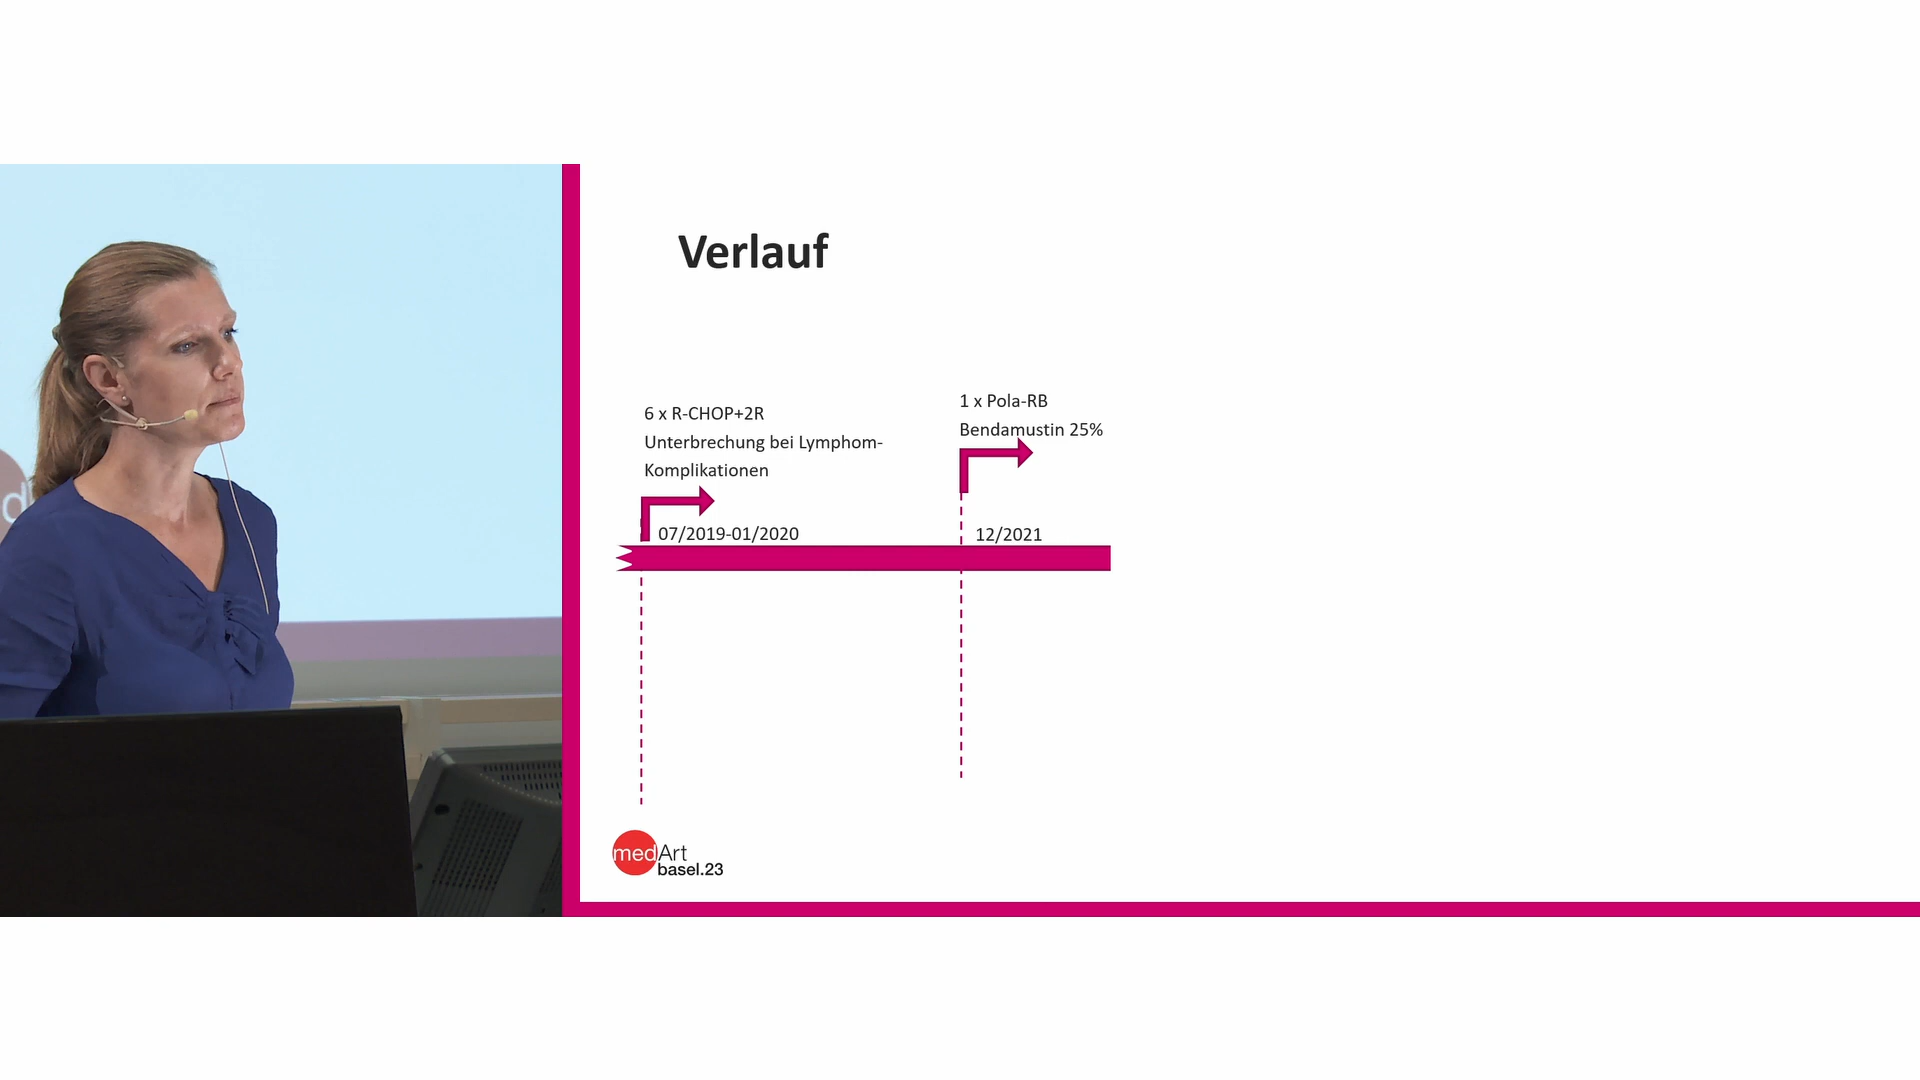 Verlauf
6 x R-CHOP+2R
Unterbrechung bei Lymphom-
Komplikationen
07/2019-01/2020
1 x Pola-RB
Bendamustin 25%
12/2021
medArt
basel.23
d